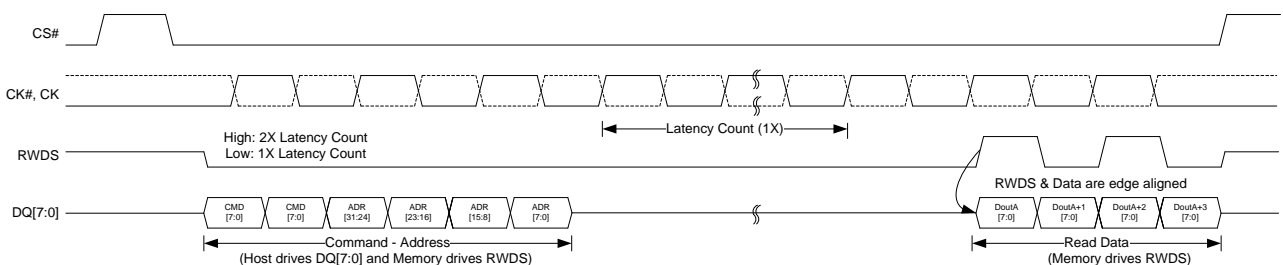 CS#
CK#, CK
Latency Count (1X)
High: 2X Latency Count
Low: 1X Latency Count
RWDS
RWDS & Data are edge aligned
DQ[7:0]
CMD
[7:0]
CMD
[7:0]
ADR
[31:24]
ADR
[23:16]
ADR
[15:8]
ADR
[7:0]
DoutA
[7:0]
DoutA+1
[7:0]
DoutA+2
[7:0]
DoutA+3
[7:0]
Command - Address
(Host drives DQ[7:0] and Memory drives RWDS)
Read Data
(Memory drives RWDS)